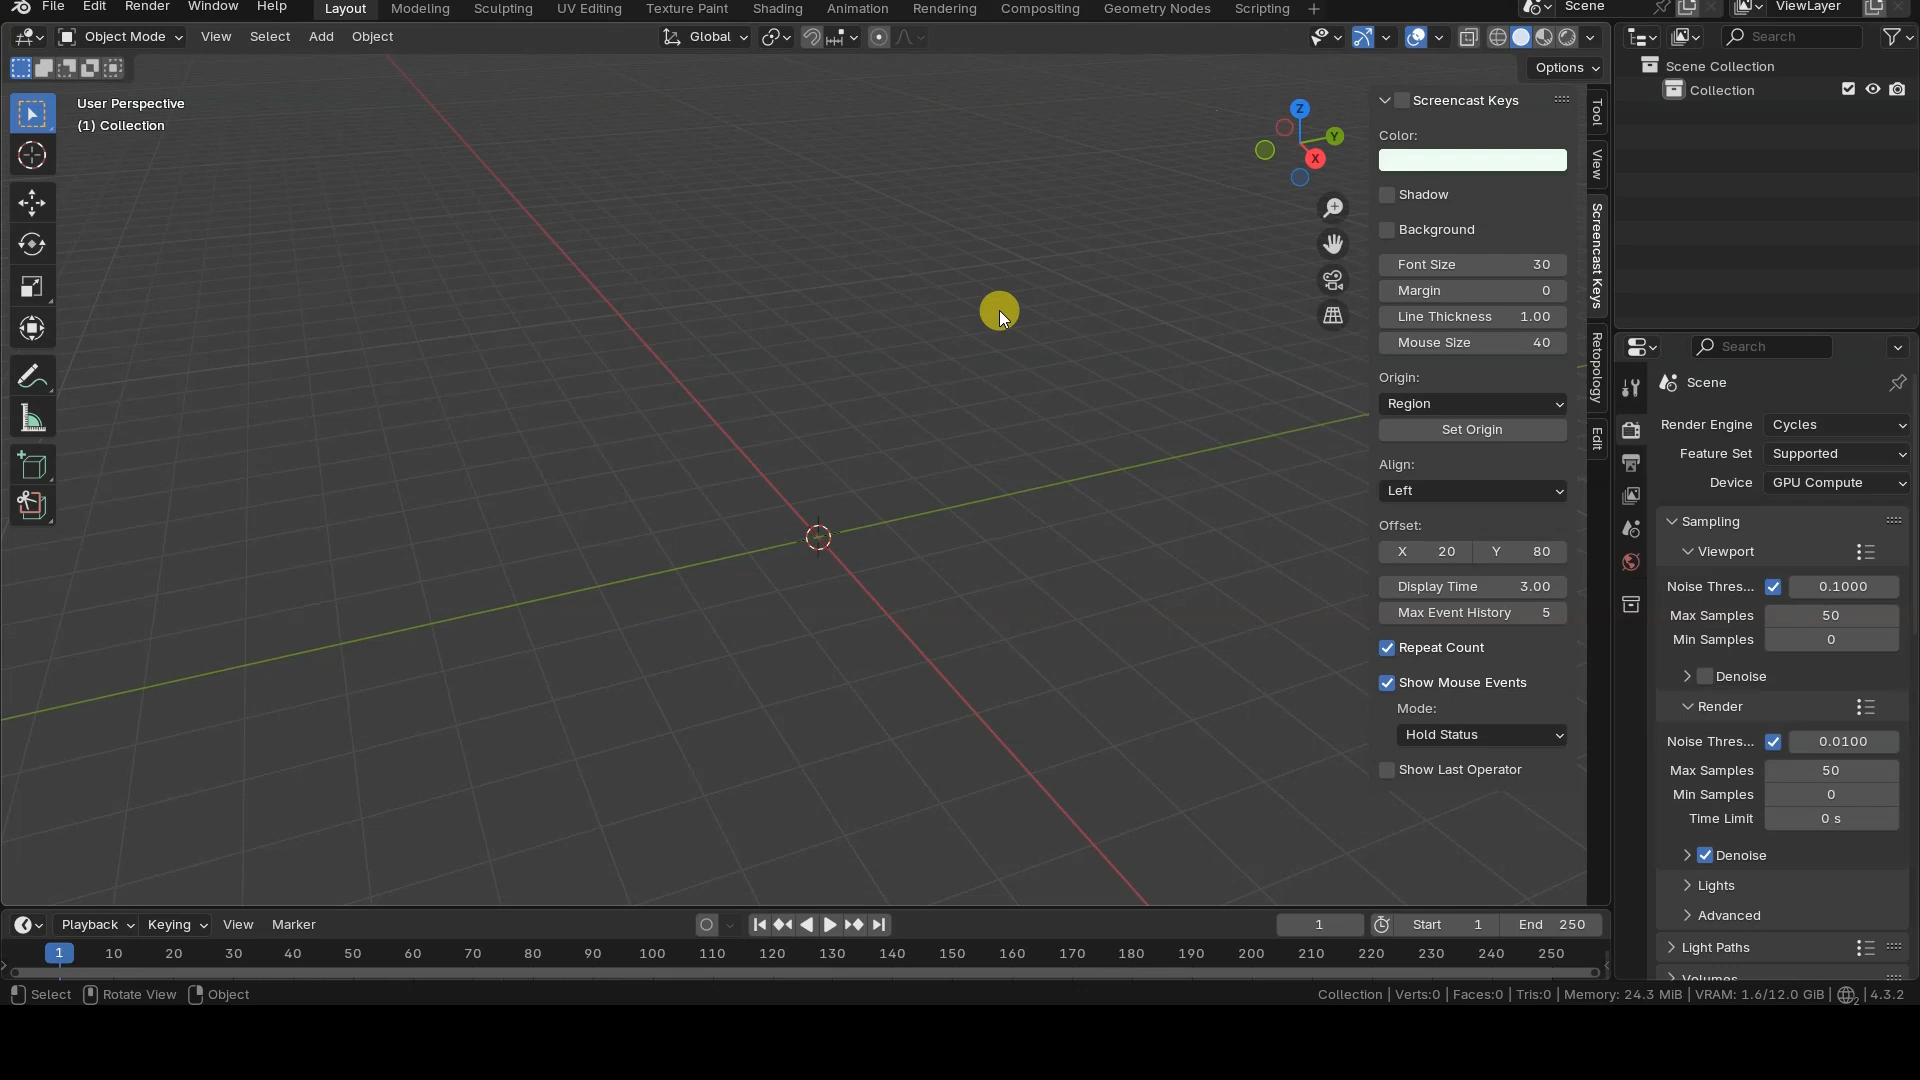 File Edit Render Window Help Layout Modeling Sculpting UV Editing Texture Paint Shading Animation Rendering Compositing Geometry Nodes Scripting + Scene ViewLayer
Object Mode View Select Add Object Global Search
Options
User Perspective
(1) Collection
Z
Y
X
Screencast Keys
Color:
Shadow
Background
Font Size 30
Margin 0
Line Thickness 1.00
Mouse Size 40
Origin:
Region
Set Origin
Align:
Left
Offset:
X 20 Y 80
Display Time 3.00
Max Event History 5
Repeat Count
Show Mouse Events
Mode:
Hold Status
Show Last Operator
Tool
View
Screencast Keys
Retopology
Edit
Scene Collection
Collection
Search
Scene
Render Engine Cycles
Feature Set Supported
Device GPU Compute
Sampling
Viewport
Noise Thres... 0.1000
Max Samples 50
Min Samples 0
Denoise
Render
Noise Thres... 0.0100
Max Samples 50
Min Samples 0
Time Limit 0 s
Denoise
Lights
Advanced
Light Paths
Volumes
Playback Keying View Marker 1 Start 1 End 250
1 10 20 30 40 50 60 70 80 90 100 110 120 130 140 150 160 170 180 190 200 210 220 230 240 250
Select Rotate View Object Collection | Verts:0 | Faces:0 | Tris:0 | Memory: 24.3 MiB | VRAM: 1.6/12.0 GiB | 2 | 4.3.2